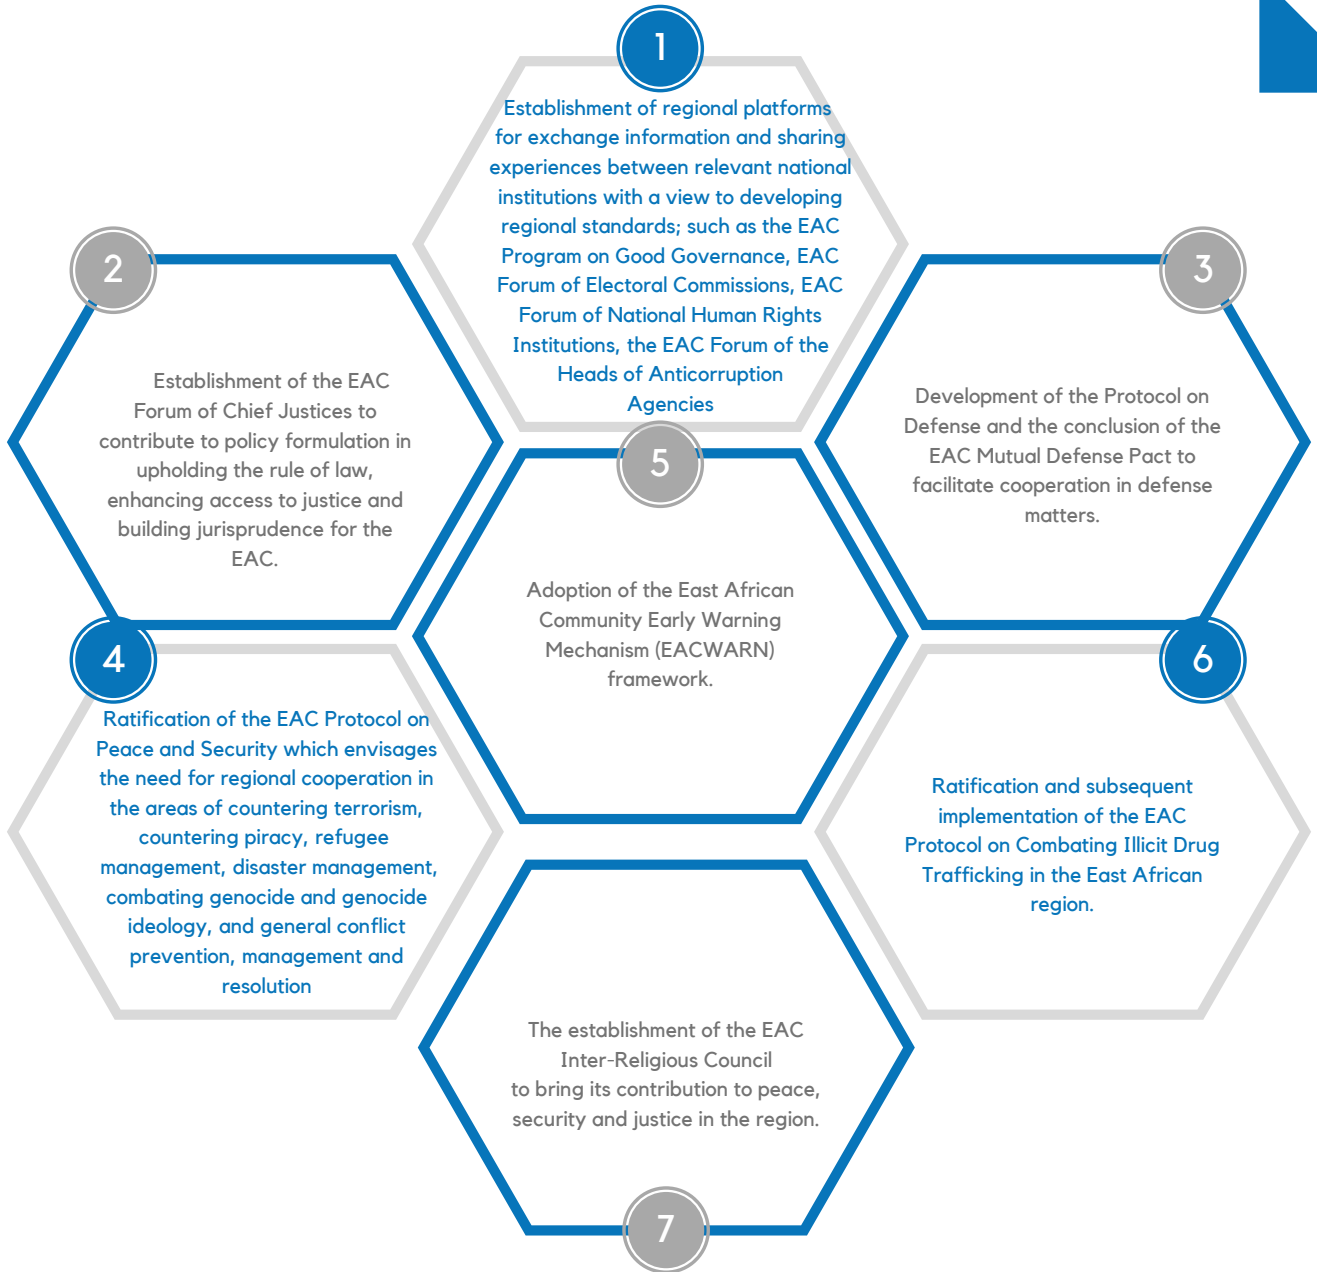 1
Establishment of regional platforms
for exchange information and sharing
experiences between relevant national
institutions with a view to developing
regional standards; such as the EAC
Program on Good Governance, EAC
Forum of Electoral Commissions, EAC
Forum of National Human Rights
Institutions, the EAC Forum of the
Heads of Anticorruption
Agencies
2
Establishment of the EAC
Forum of Chief Justices to
contribute to policy formulation in
upholding the rule of law,
enhancing access to justice and
building jurisprudence for the
EAC.
3
Development of the Protocol on
Defense and the conclusion of the
EAC Mutual Defense Pact to
facilitate cooperation in defense
matters.
4
Ratification of the EAC Protocol on
Peace and Security which envisages
the need for regional cooperation in
the areas of countering terrorism,
countering piracy, refugee
management, disaster management,
combating genocide and genocide
ideology, and general conflict
prevention, management and
resolution
5
Adoption of the East African
Community Early Warning
Mechanism (EACWARN)
framework.
6
Ratification and subsequent
implementation of the EAC
Protocol on Combating Illicit Drug
Trafficking in the East African
region.
The establishment of the EAC
Inter-Religious Council
to bring its contribution to peace,
security and justice in the region.
7